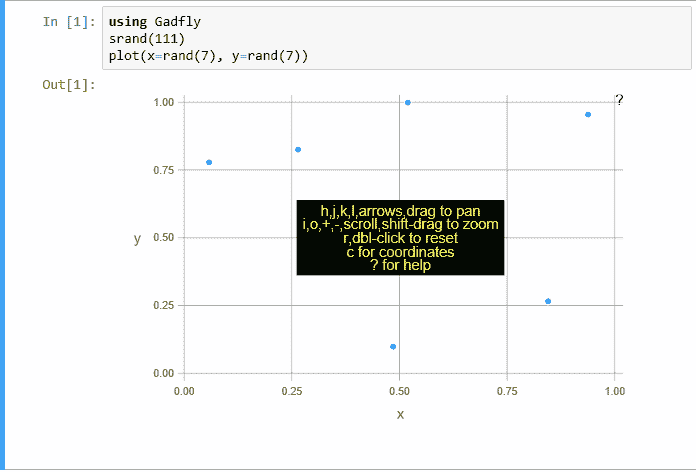 In [1]:
using Gadfly
srand(111)
plot(x=rand(7), y=rand(7))
Out[1]:
?
1.00
0.75
y
0.50
0.25
0.00
h,j,k,l,arrows,drag to pan
i,o,+,-,scroll,shift-drag to zoom
r,dbl-click to reset
c for coordinates
? for help
0.00 0.25 0.50 0.75 1.00
x